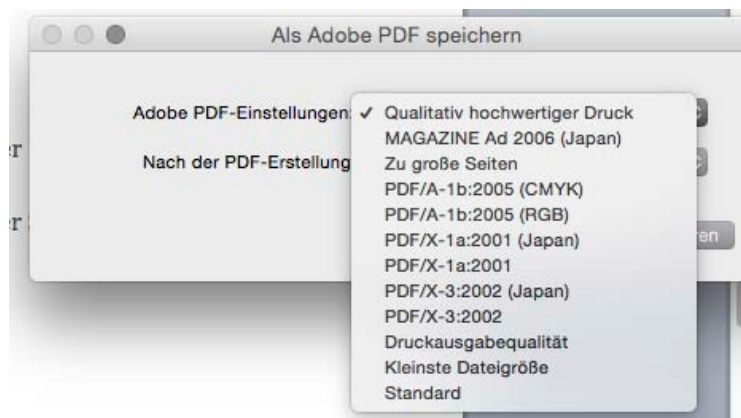 Als Adobe PDF speichern
Adobe PDF-Einstellungen: ✓ Qualitativ hochwertiger Druck
MAGAZINE Ad 2006 (Japan)
er
Nach der PDF-Erstellung
Zu große Seiten
PDF/A-1b:2005 (CMYK)
PDF/A-1b:2005 (RGB)
PDF/X-1a:2001 (Japan)
PDF/X-1a:2001
PDF/X-3:2002 (Japan)
PDF/X-3:2002
Druckausgabequalität
Kleinste Dateigröße
Standard